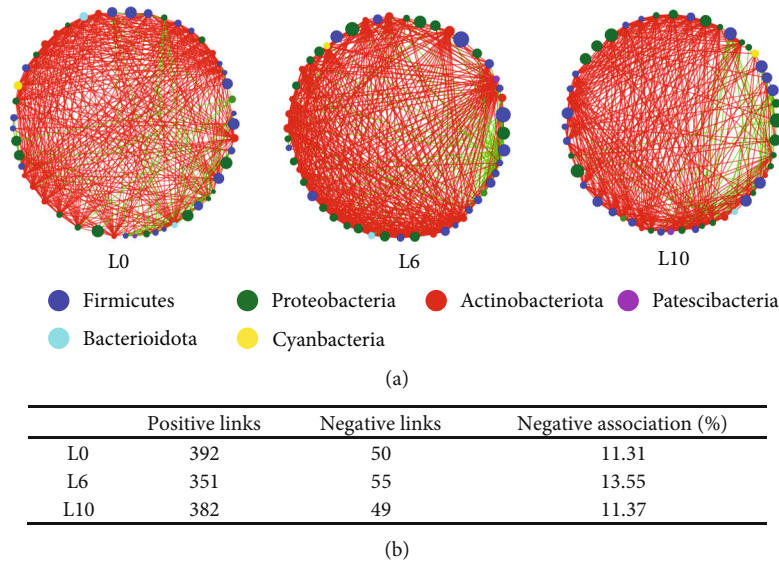 L0 L6 L10
Firmicutes Proteobacteria Actinobacteriota Patescibacteria
Bacterioidota Cyanbacteria
(a)
Positive links Negative links Negative association (%)
L0 392 50 11.31
L6 351 55 13.55
L10 382 49 11.37
(b)